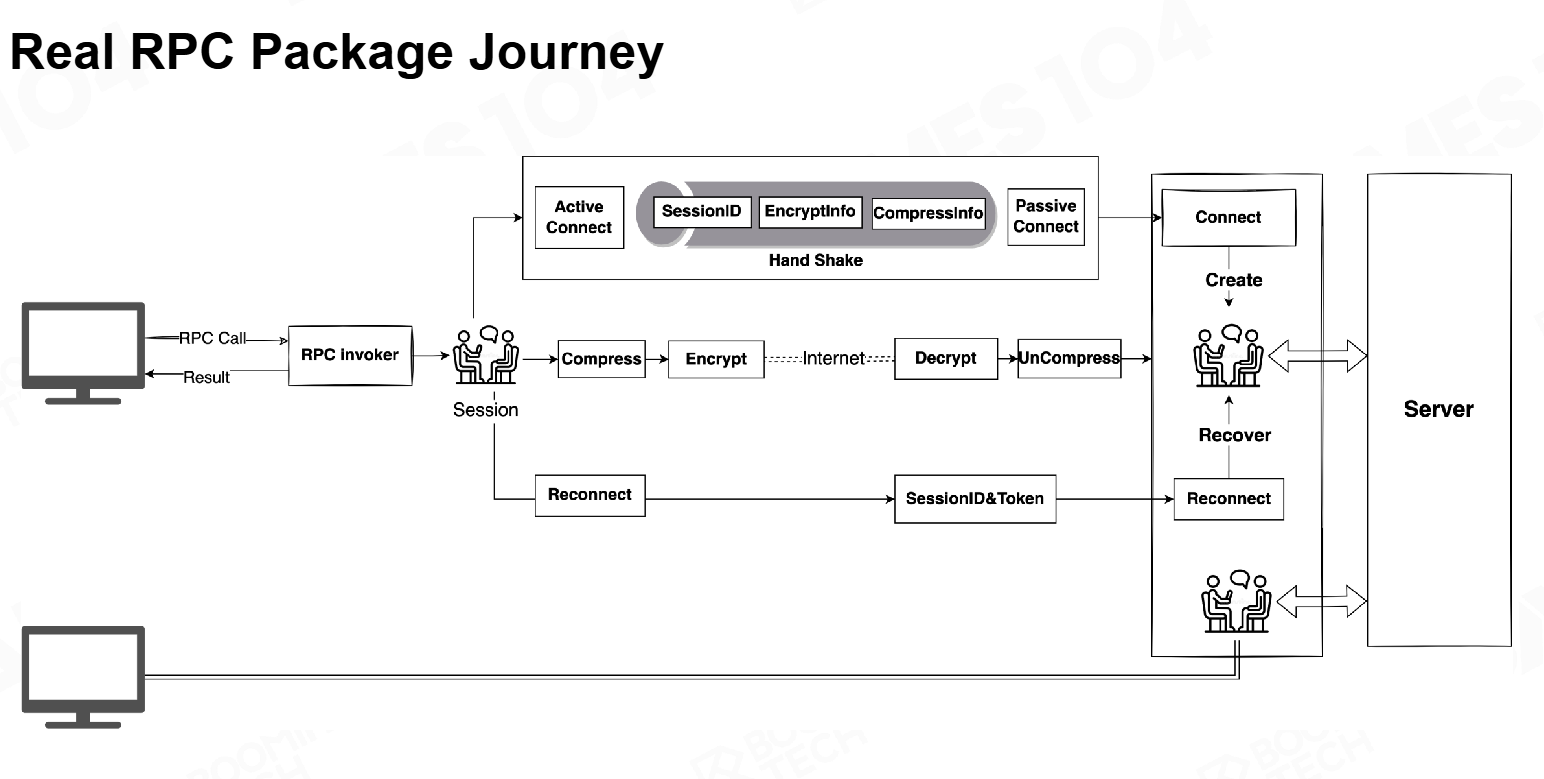 Real RPC Package Journey
Active
Connect
SessionID
EncryptInfo
CompressInfo
Passive
Connect
Hand Shake
Connect
Create
RPC Call
Result
RPC invoker
Session
Compress
Encrypt
Internet
Decrypt
UnCompress
Server
Recover
Reconnect
SessionID&Token
Reconnect